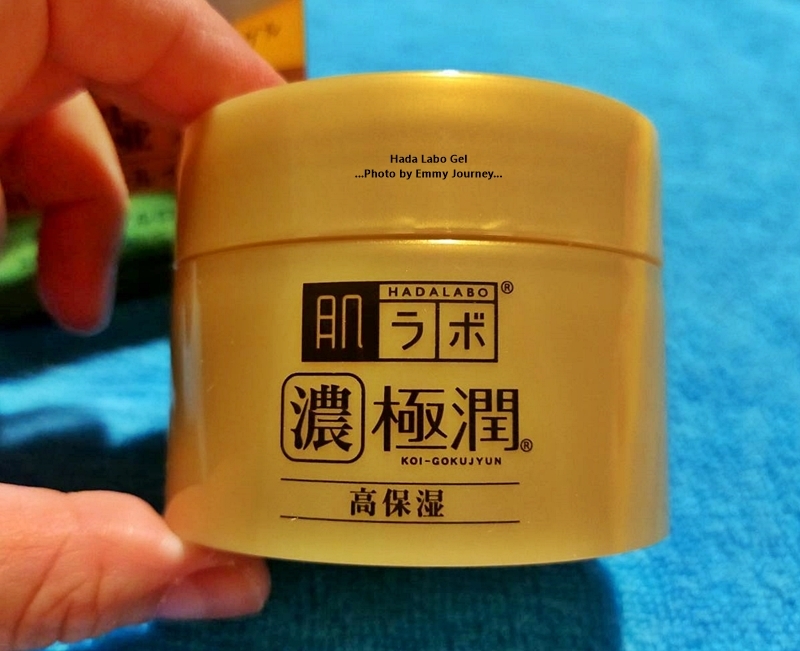 Hada Labo Gel
...Photo by Emmy Journey...
HADALABO®
肌ラボ
濃極潤®
KOI-GOKUJYUN
高保湿